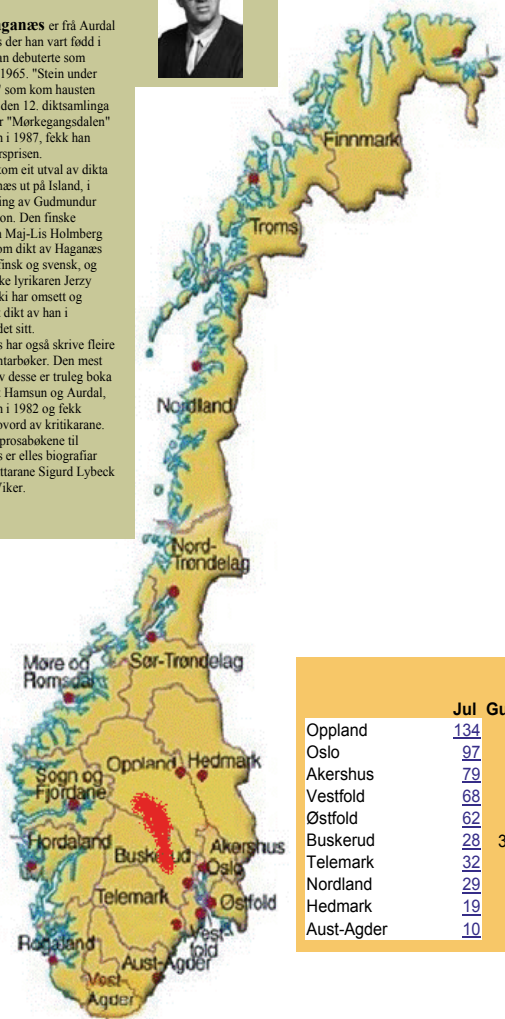 aganæs er frå Aurdal
s der han vart fødd i
an debuterte som
1965. "Stein under
" som kom hausten
den 12. diktsamlinga
r "Mørkegangsdalen"
n i 1987, fekk han
rsprisen.
kom eit utval av dikta
næs ut på Island, i
ing av Gudmundur
on. Den finske
n Maj-Lis Holmberg
om dikt av Haganæs
finsk og svensk, og
ke lyrikaren Jerzy
ki har omsett og
t dikt av han i
det sitt.
s har også skrive fleire
ntarbøker. Den mest
v desse er truleg boka
t Hamsun og Aurdal,
n i 1982 og fekk
ovord av kritikarane.
prosabøkene til
s er elles biografiar
ttarane Sigurd Lybeck
Viker.
Finnmark
Troms
Nordland
Nord-
Trøndelag
Møre og
Romsdal
Sør-Trøndelag
Oppland
Hedmark
Sogn og
Fjordane
Hordaland
Buskerud
Akershus
Oslo
Telemark
Østfold
Vest-
fold
Rogaland
Aust-Agder
Vest-
Agder
Jul Gu
Oppland 134
Oslo 97
Akershus 79
Vestfold 68
Østfold 62
Buskerud 28 3
Telemark 32
Nordland 29
Hedmark 19
Aust-Agder 10